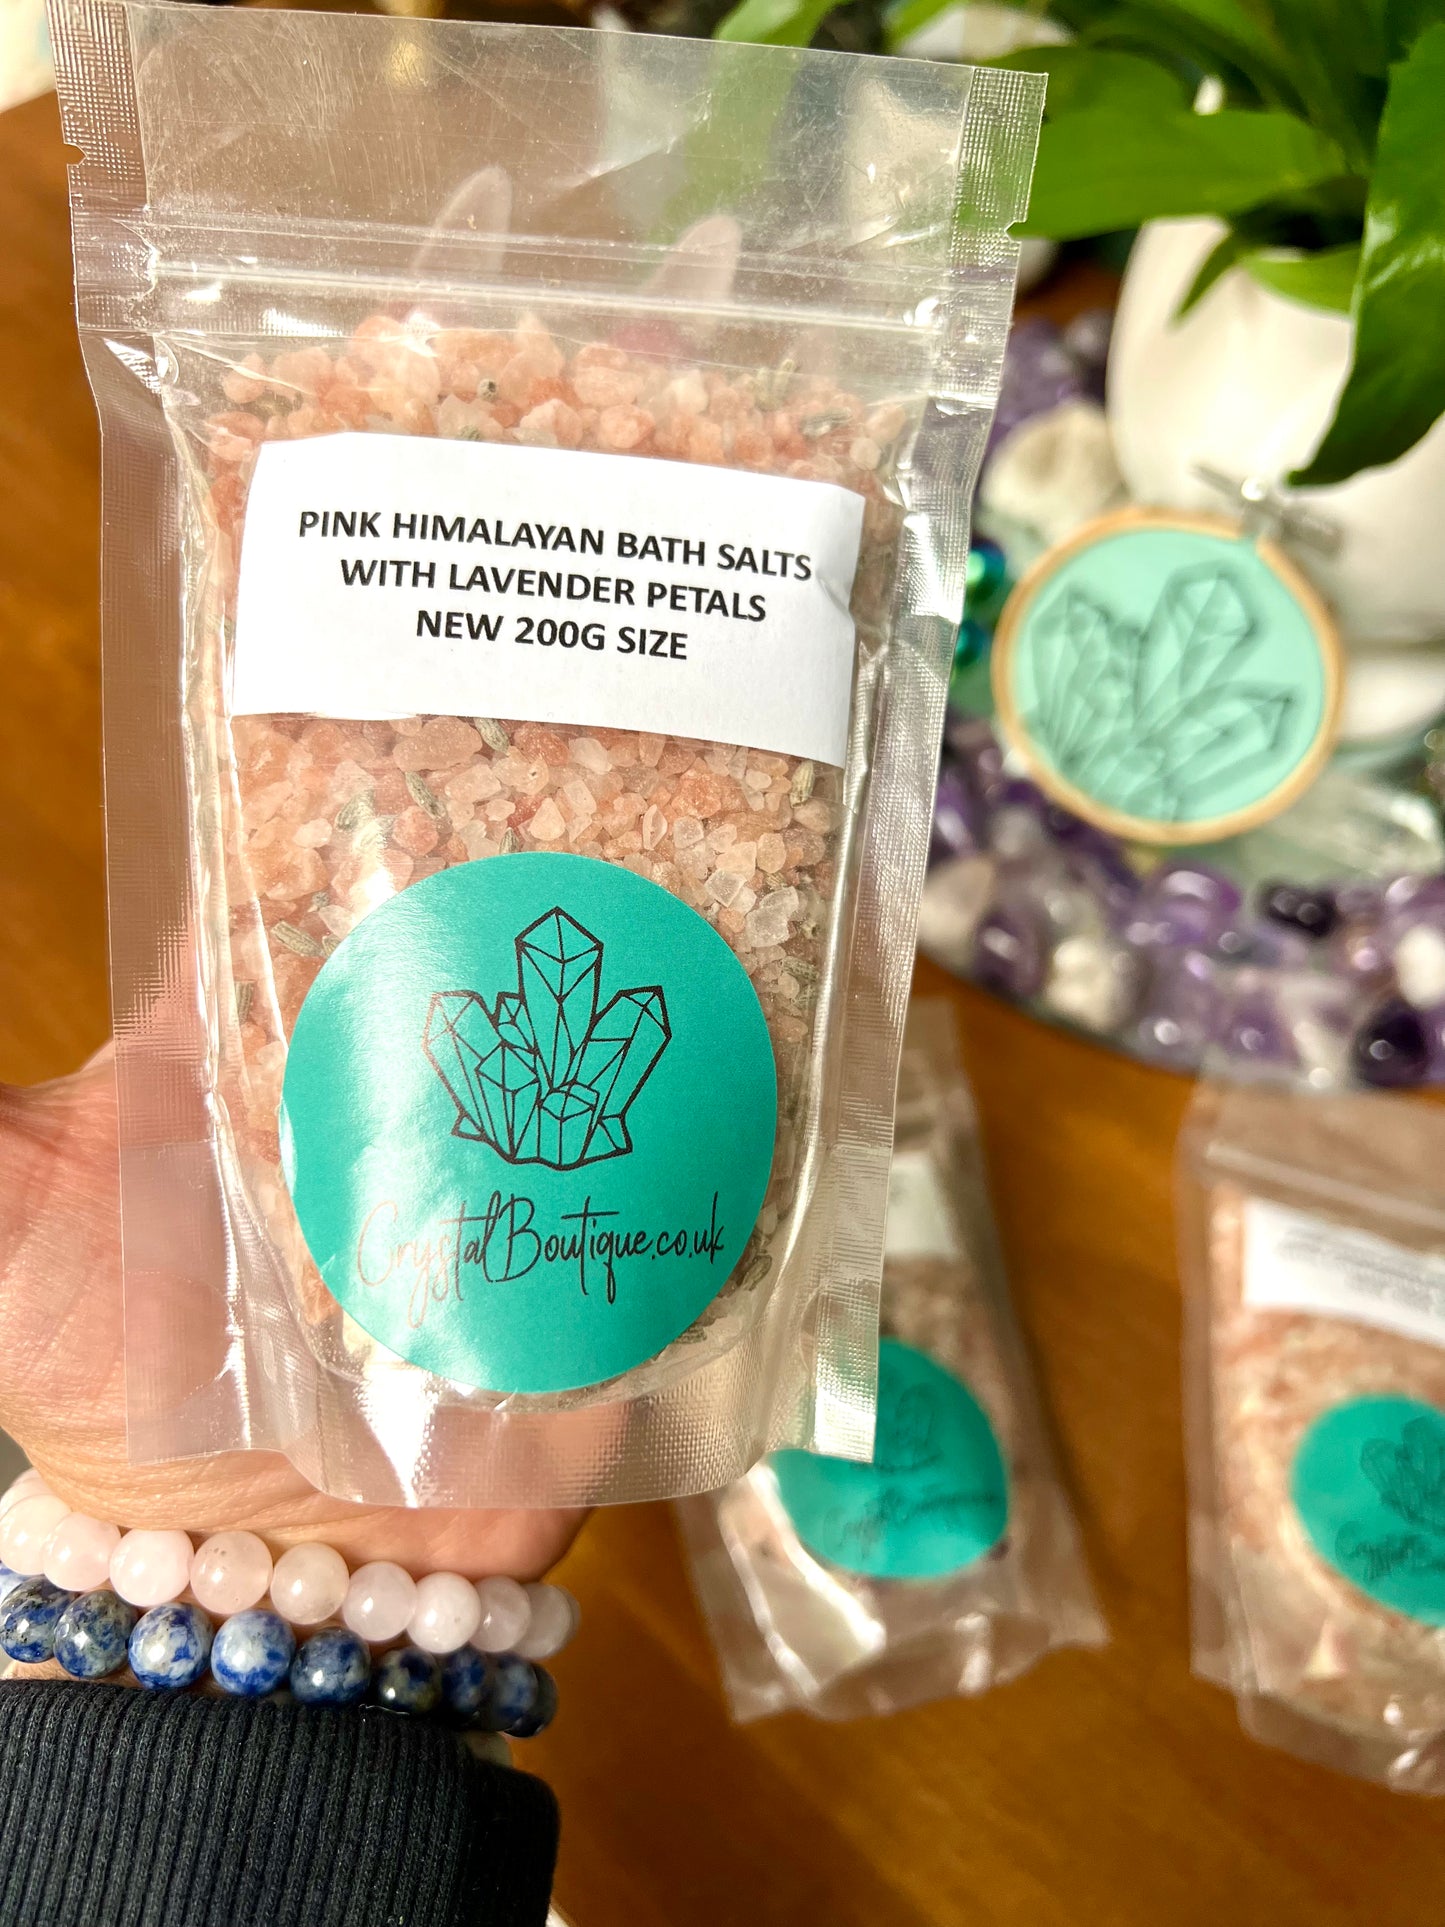 PINK HIMALAYAN BATH SALTS
WITH LAVENDER PETALS
NEW 200G SIZE
CrystalBoutique.co.uk